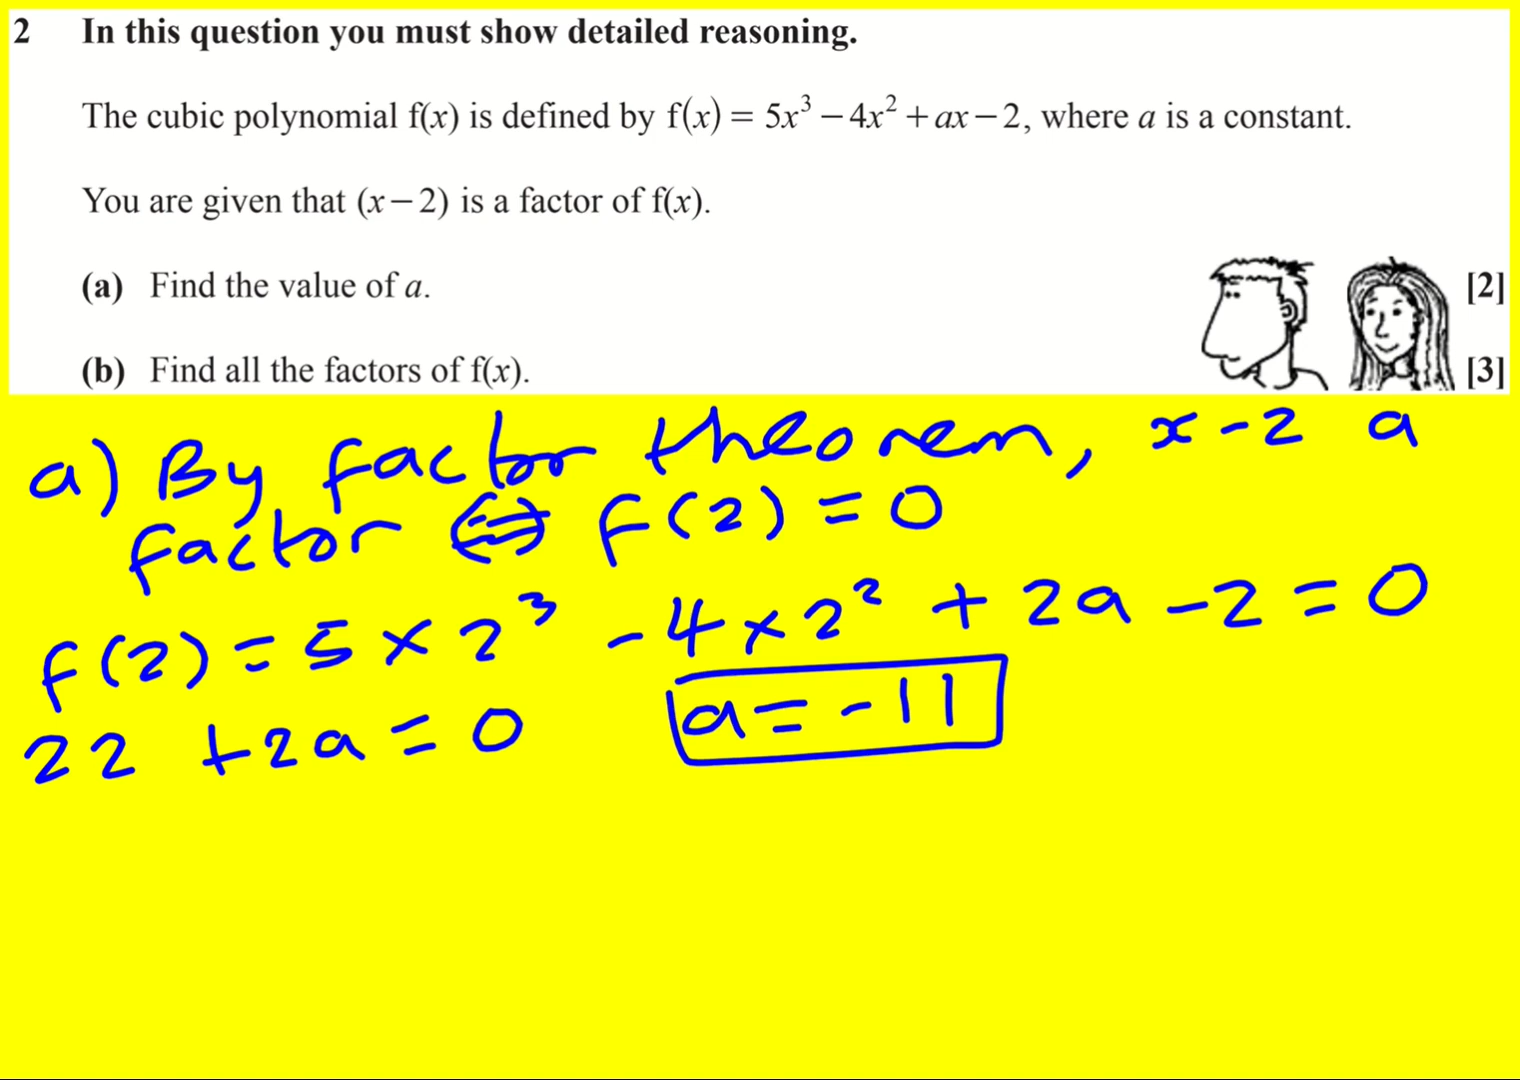 2 In this question you must show detailed reasoning.
The cubic polynomial f(x) is defined by f(x) = 5x³ − 4x² + ax − 2, where a is a constant.
You are given that (x − 2) is a factor of f(x).
(a) Find the value of a. [2]
(b) Find all the factors of f(x). [3]
a) By factor theorem, x - 2 a
factor ⇔ f(2) = 0
f(2) = 5 × 2³ - 4 × 2² + 2a - 2 = 0
22 + 2a = 0 a = -11